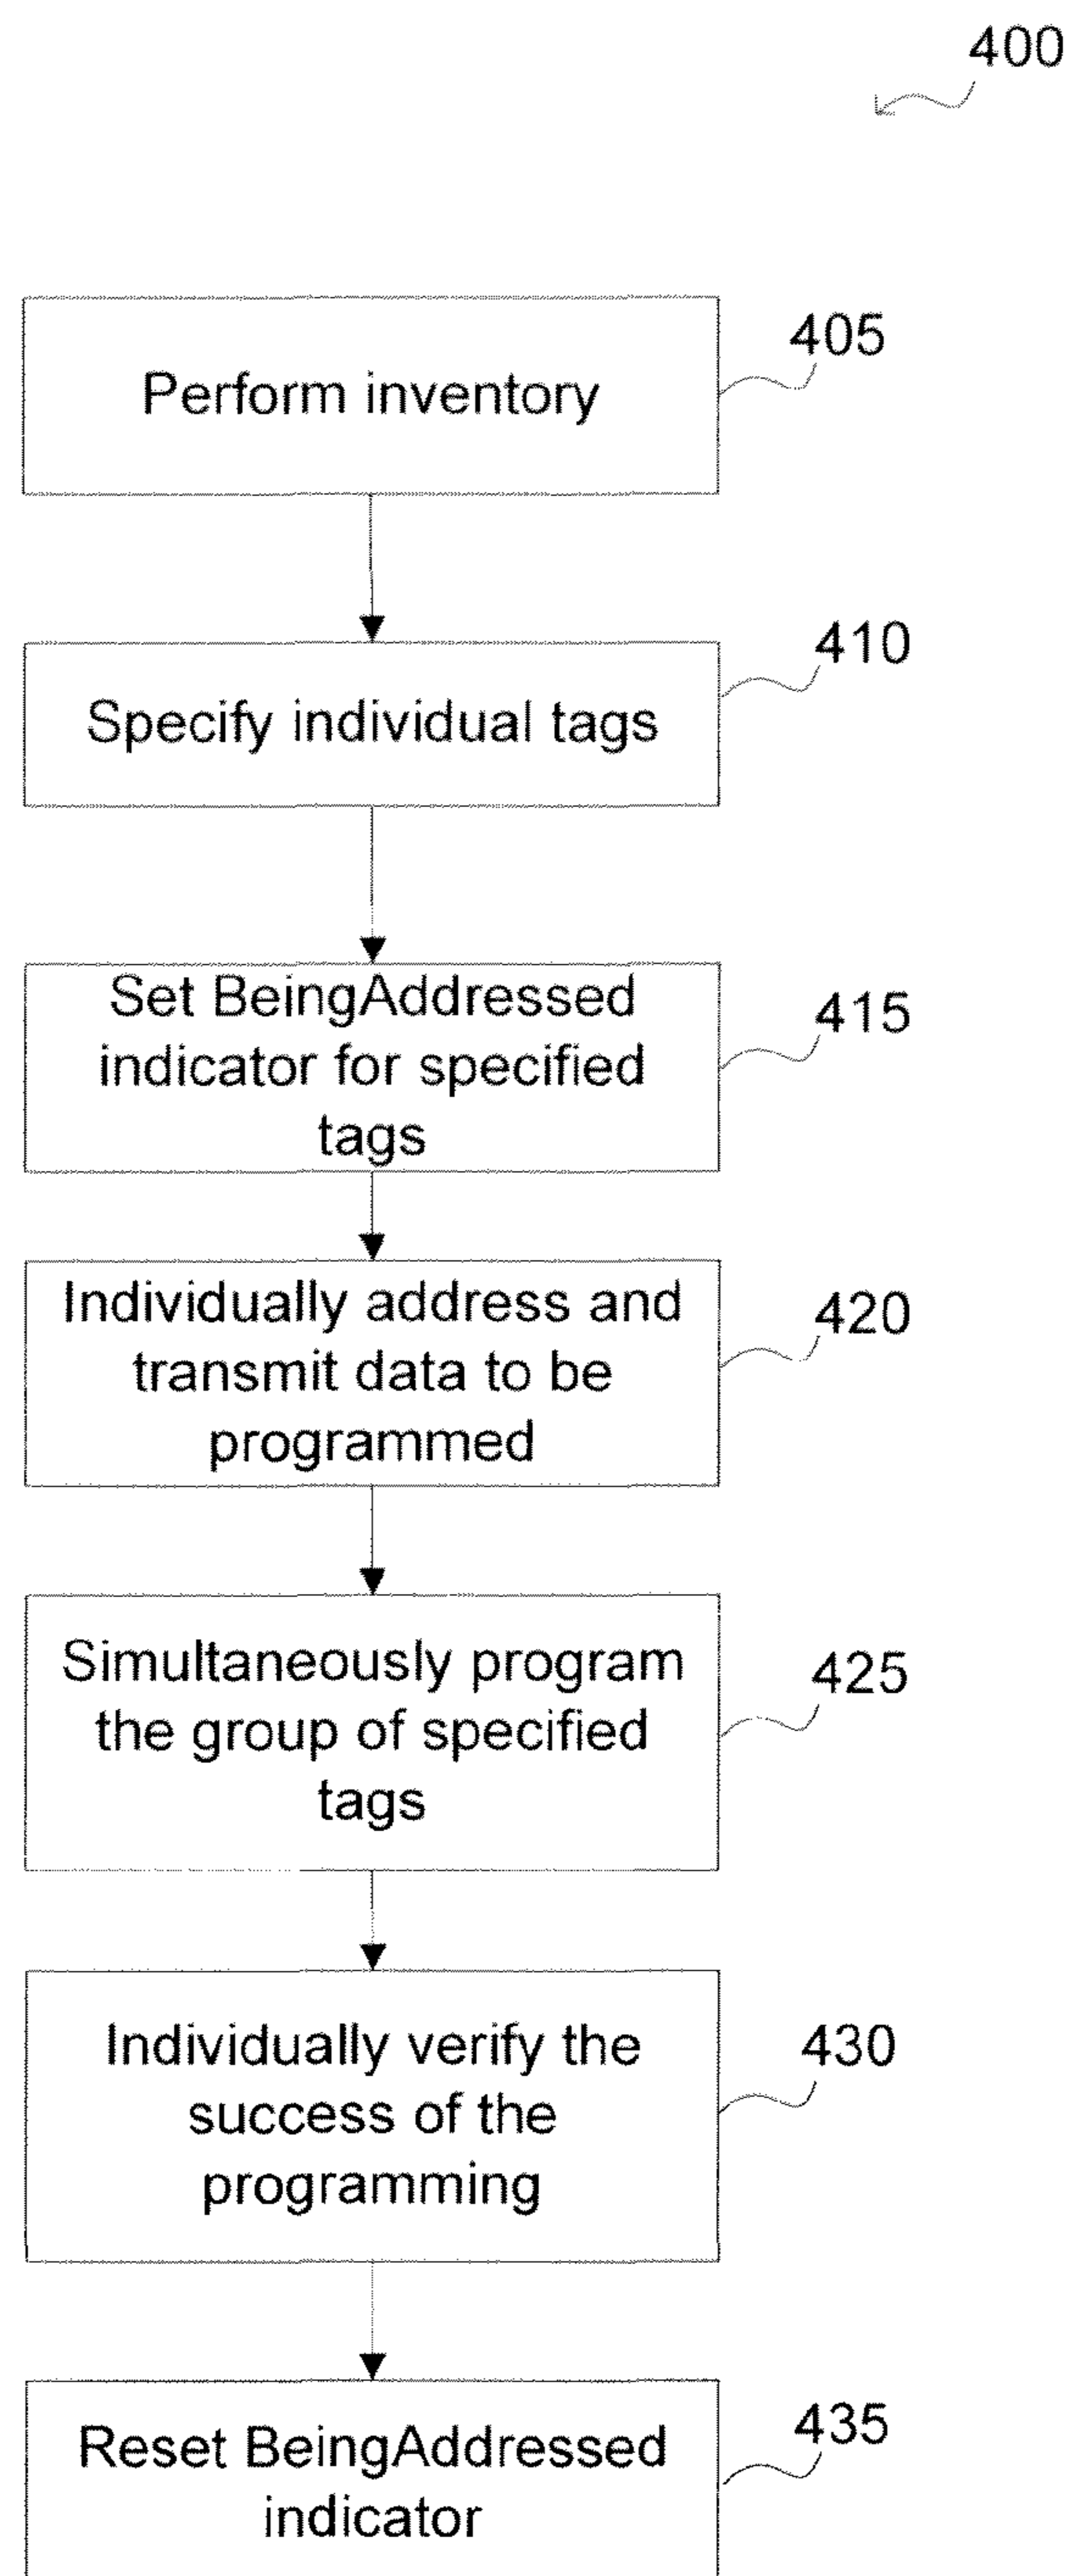 400
Perform inventory
405
Specify individual tags
410
Set BeingAddressed
indicator for specified
tags
415
Individually address and
transmit data to be
programmed
420
Simultaneously program
the group of specified
tags
425
Individually verify the
success of the
programming
430
Reset BeingAddressed
indicator
435